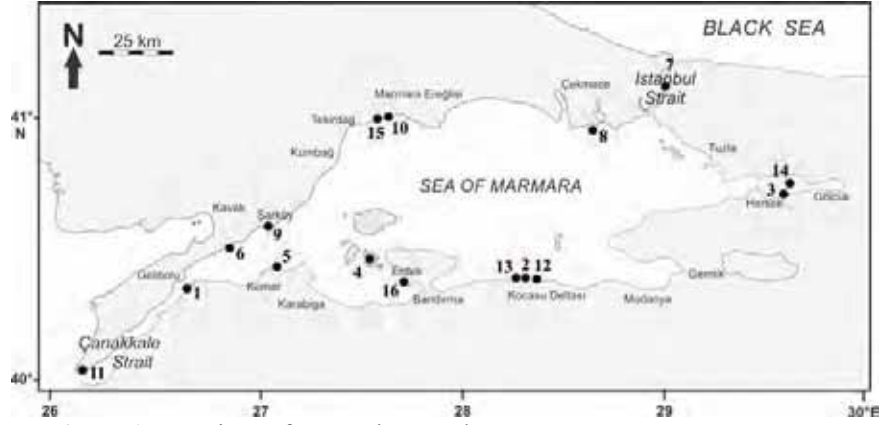 BLACK SEA
N
25 km
7
Istanbul
Strait
Çekmece
Marmara Ereğlisi
41°
N
Tekirdağ
15
10
8
Kumbağ
Tuzla
14
SEA OF MARMARA
3
Hersek
Gölcük
Kavak
Şarköy
9
6
5
4
Gelibolu
Kemer
Erdek
13 2 12
Gemlik
1
16
Karabiga
Bandırma
Kocasu Deltası
Mudanya
Çanakkale
Strait
11
40°
26
27
28
29
30°E